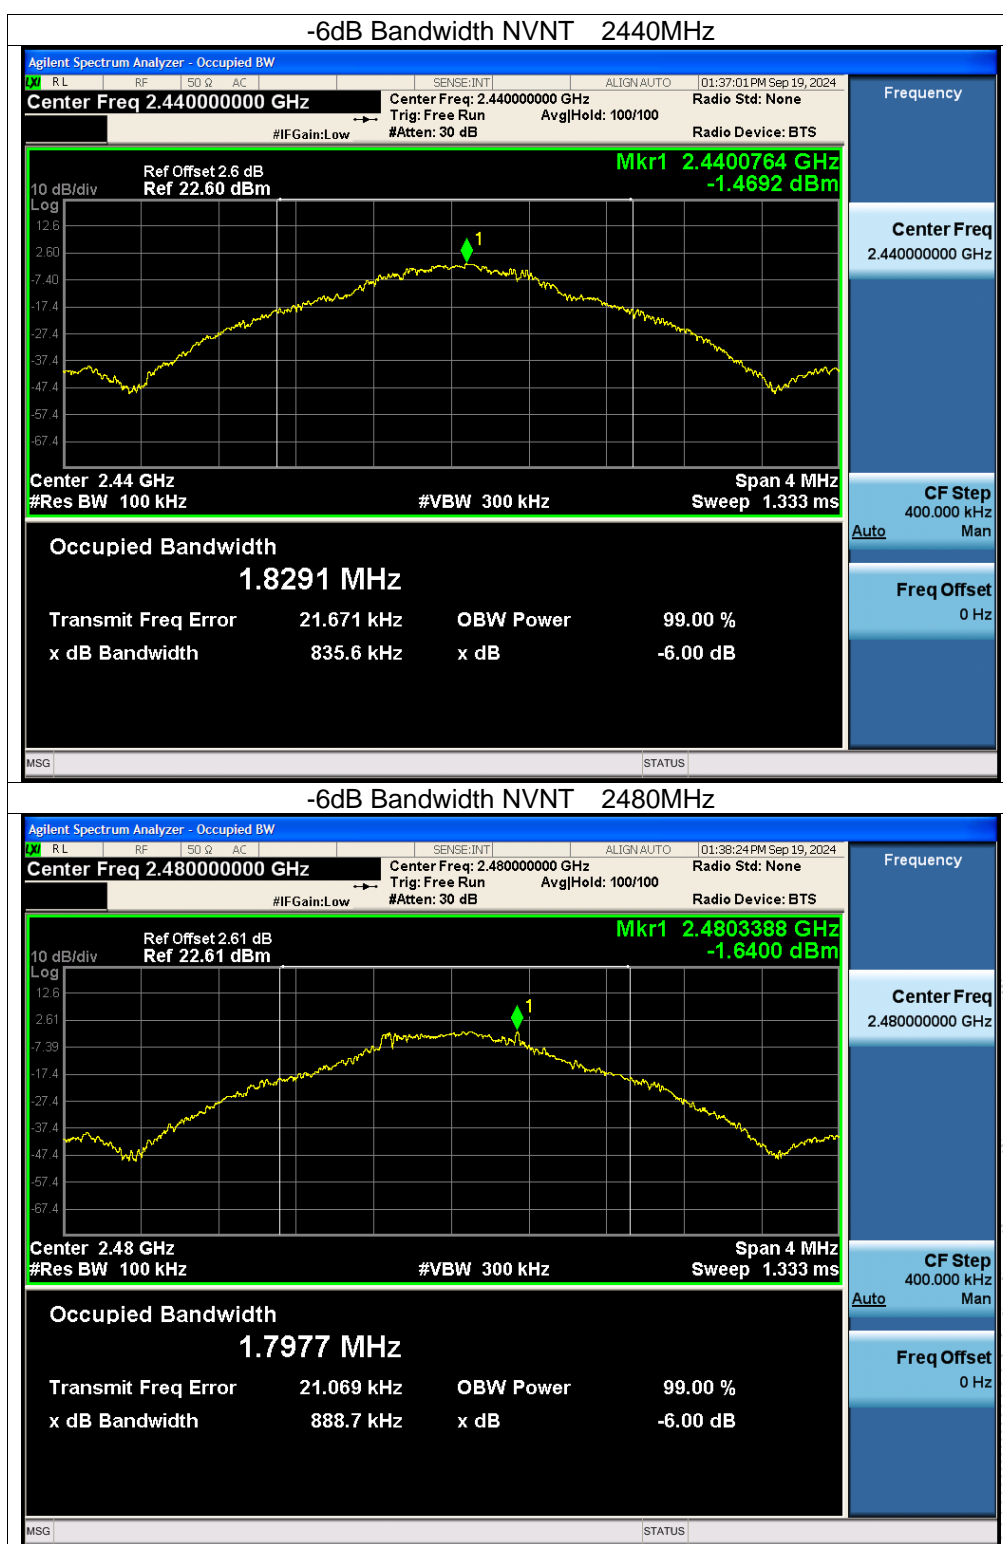 -6dB Bandwidth NVNT 2440MHz
Agilent Spectrum Analyzer - Occupied BW
LXI RL RF 50 Ω AC SENSE:INT ALIGN AUTO 01:37:01 PM Sep 19, 2024
Center Freq 2.440000000 GHz
Center Freq: 2.440000000 GHz
Radio Std: None
Trig: Free Run Avg|Hold: 100/100
#IFGain:Low
#Atten: 30 dB
Radio Device: BTS
Frequency
Mkr1 2.4400764 GHz
-1.4692 dBm
Ref Offset 2.6 dB
10 dB/div Ref 22.60 dBm
Log
12.6
2.60
-7.40
-17.4
-27.4
-37.4
-47.4
-57.4
-67.4
1
Center 2.44 GHz Span 4 MHz
#Res BW 100 kHz #VBW 300 kHz Sweep 1.333 ms
Center Freq
2.440000000 GHz
CF Step
400.000 kHz
Auto Man
Freq Offset
0 Hz
Occupied Bandwidth
1.8291 MHz
Transmit Freq Error 21.671 kHz OBW Power 99.00 %
x dB Bandwidth 835.6 kHz x dB -6.00 dB
MSG STATUS
-6dB Bandwidth NVNT 2480MHz
Agilent Spectrum Analyzer - Occupied BW
LXI RL RF 50 Ω AC SENSE:INT ALIGN AUTO 01:38:24 PM Sep 19, 2024
Center Freq 2.480000000 GHz
Center Freq: 2.480000000 GHz
Radio Std: None
Trig: Free Run Avg|Hold: 100/100
#IFGain:Low
#Atten: 30 dB
Radio Device: BTS
Frequency
Mkr1 2.4803388 GHz
-1.6400 dBm
Ref Offset 2.61 dB
10 dB/div Ref 22.61 dBm
Log
12.6
2.61
-7.39
-17.4
-27.4
-37.4
-47.4
-57.4
-67.4
1
Center 2.48 GHz Span 4 MHz
#Res BW 100 kHz #VBW 300 kHz Sweep 1.333 ms
Center Freq
2.480000000 GHz
CF Step
400.000 kHz
Auto Man
Freq Offset
0 Hz
Occupied Bandwidth
1.7977 MHz
Transmit Freq Error 21.069 kHz OBW Power 99.00 %
x dB Bandwidth 888.7 kHz x dB -6.00 dB
MSG STATUS